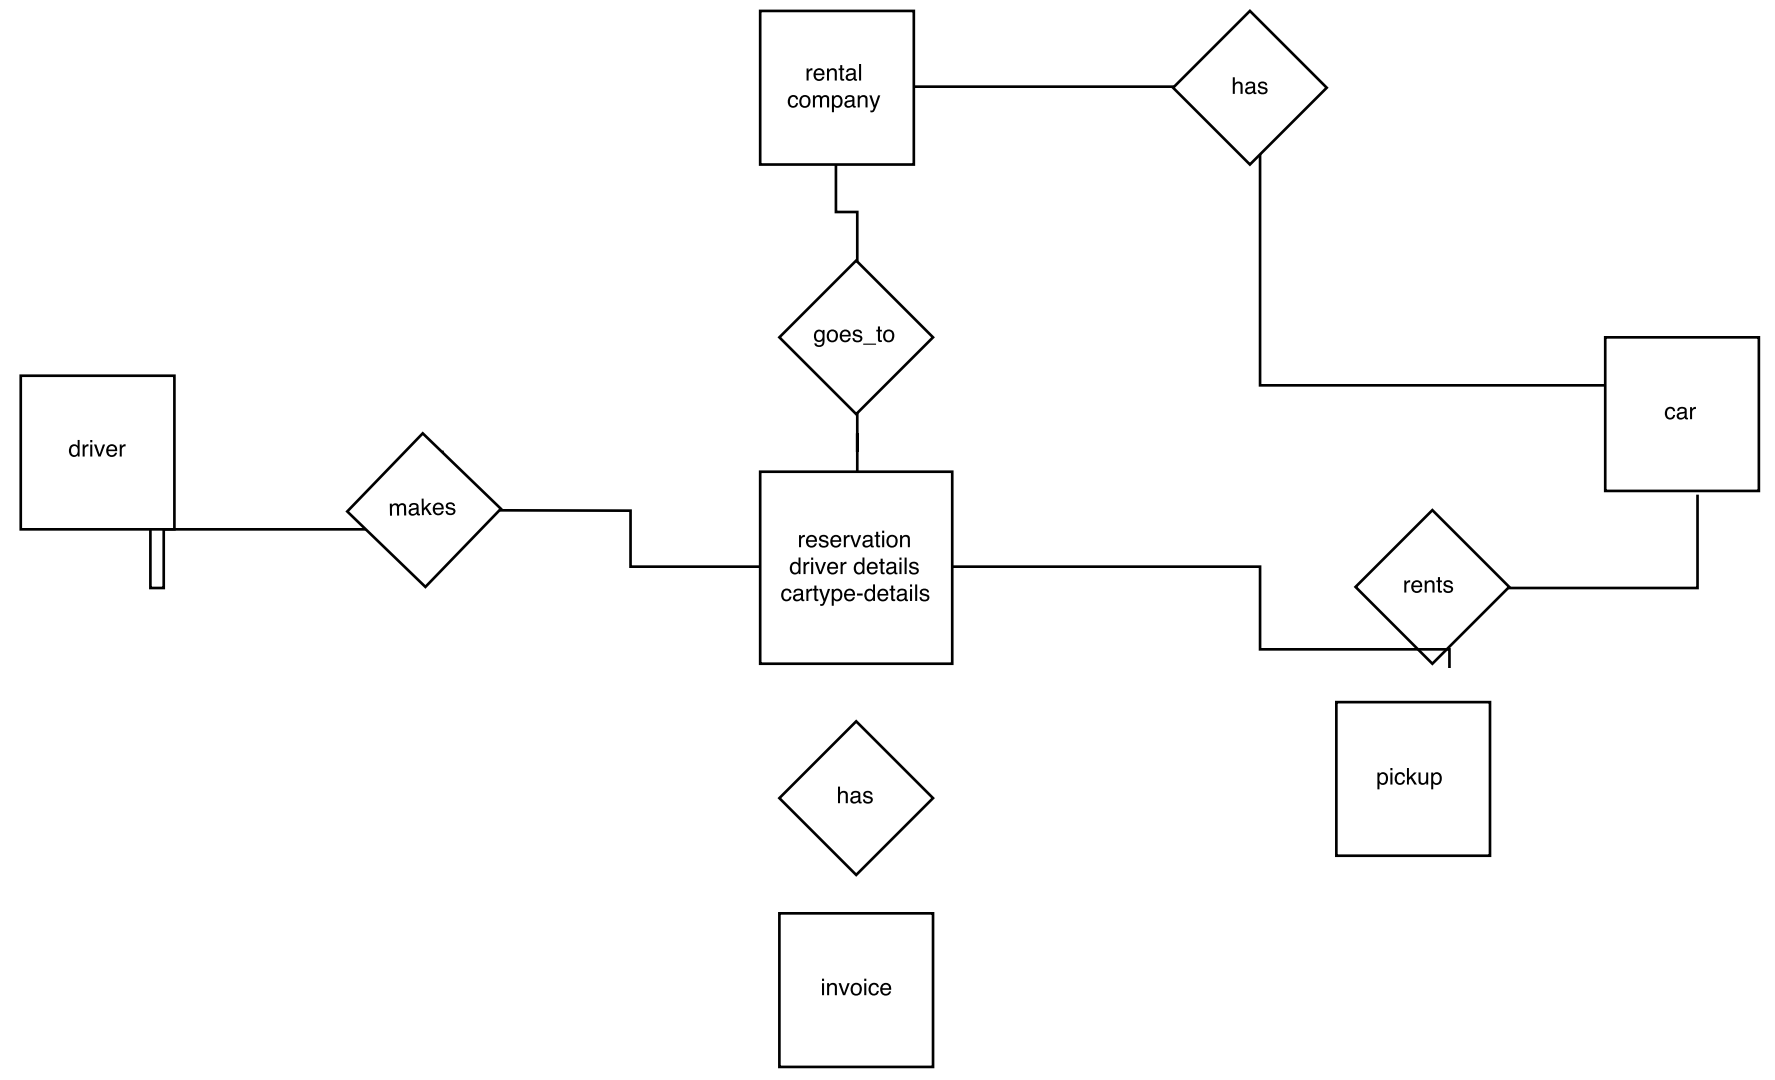 rental
company
has
goes_to
car
driver
makes
reservation
driver details
cartype-details
rents
has
pickup
invoice